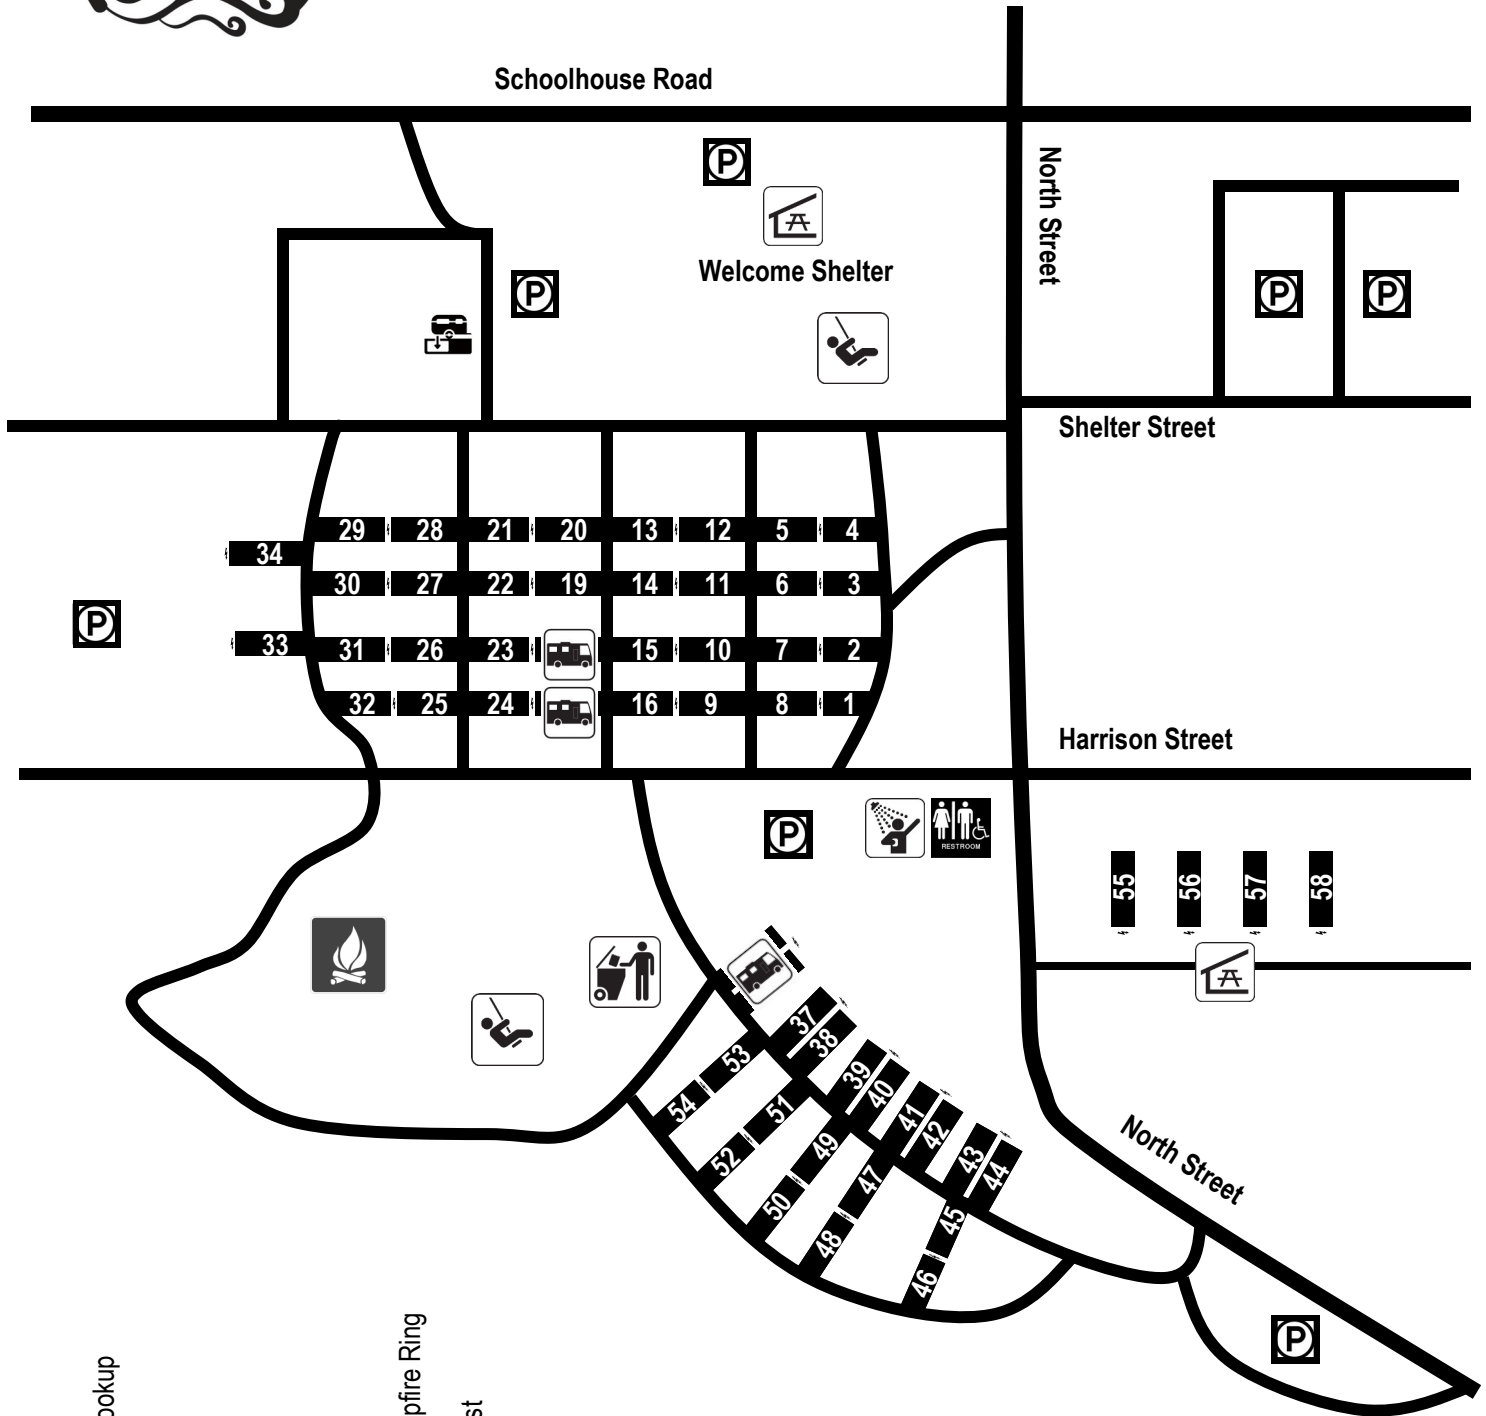 Schoolhouse Road
P
North Street
Welcome Shelter
P
P
P
Shelter Street
29 28 21 20 13 12 5 4
34
30 27 22 19 14 11 6 3
P
33 31 26 23 15 10 7 2
32 25 24 16 9 8 1
Harrison Street
P
RESTROOM
55 56 57 58
37
38
53
39
40
54
51
41
42
49
43
44
52
47
50
45
48
46
North Street
P
ookup
pfire Ring
st